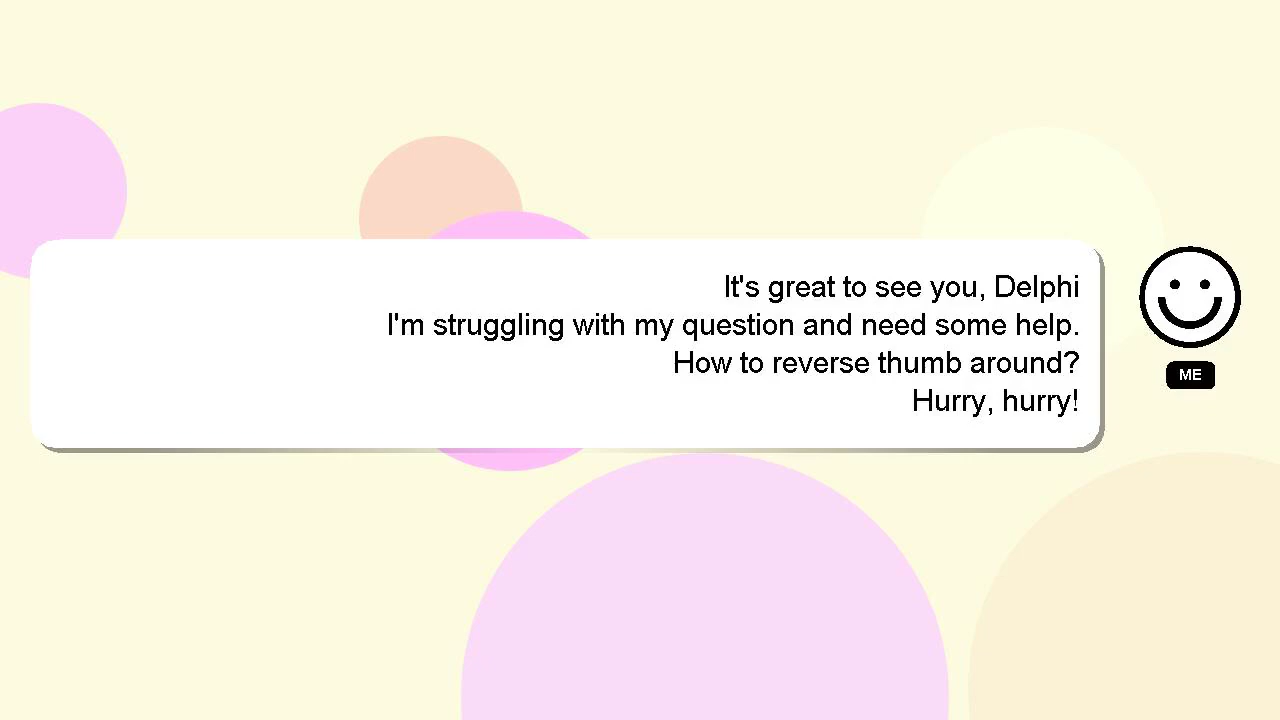 It's great to see you, Delphi
I'm struggling with my question and need some help.
How to reverse thumb around?
Hurry, hurry!
ME